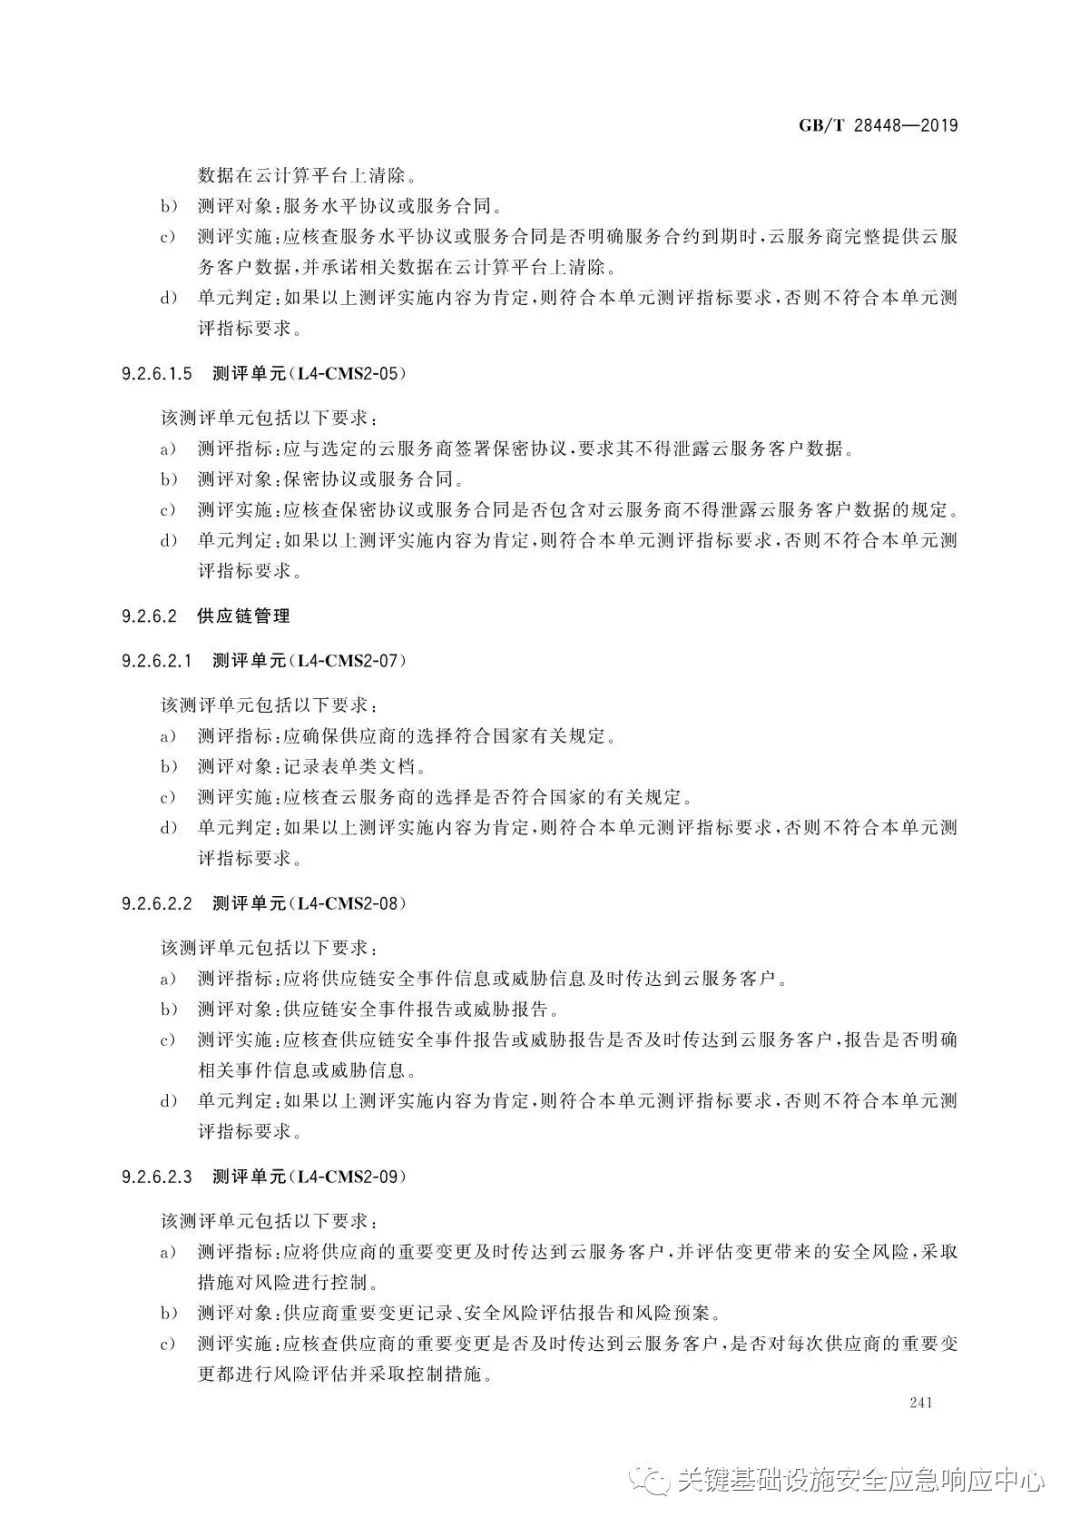 GB/T 28448—2019
数据在云计算平台上清除。
b) 测评对象:服务水平协议或服务合同。
c) 测评实施:应核查服务水平协议或服务合同是否明确服务合约到期时,云服务商完整提供云服
务客户数据,并承诺相关数据在云计算平台上清除。
d) 单元判定:如果以上测评实施内容为肯定,则符合本单元测评指标要求,否则不符合本单元测
评指标要求。
9.2.6.1.5 测评单元(L4-CMS2-05)
该测评单元包括以下要求:
a) 测评指标:应与选定的云服务商签署保密协议,要求其不得泄露云服务客户数据。
b) 测评对象:保密协议或服务合同。
c) 测评实施:应核查保密协议或服务合同是否包含对云服务商不得泄露云服务客户数据的规定。
d) 单元判定:如果以上测评实施内容为肯定,则符合本单元测评指标要求,否则不符合本单元测
评指标要求。
9.2.6.2 供应链管理
9.2.6.2.1 测评单元(L4-CMS2-07)
该测评单元包括以下要求:
a) 测评指标:应确保供应商的选择符合国家有关规定。
b) 测评对象:记录表单类文档。
c) 测评实施:应核查云服务商的选择是否符合国家的有关规定。
d) 单元判定:如果以上测评实施内容为肯定,则符合本单元测评指标要求,否则不符合本单元测
评指标要求。
9.2.6.2.2 测评单元(L4-CMS2-08)
该测评单元包括以下要求:
a) 测评指标:应将供应链安全事件信息或威胁信息及时传达到云服务客户。
b) 测评对象:供应链安全事件报告或威胁报告。
c) 测评实施:应核查供应链安全事件报告或威胁报告是否及时传达到云服务客户,报告是否明确
相关事件信息或威胁信息。
d) 单元判定:如果以上测评实施内容为肯定,则符合本单元测评指标要求,否则不符合本单元测
评指标要求。
9.2.6.2.3 测评单元(L4-CMS2-09)
该测评单元包括以下要求:
a) 测评指标:应将供应商的重要变更及时传达到云服务客户,并评估变更带来的安全风险,采取
措施对风险进行控制。
b) 测评对象:供应商重要变更记录、安全风险评估报告和风险预案。
c) 测评实施:应核查供应商的重要变更是否及时传达到云服务客户,是否对每次供应商的重要变
更都进行风险评估并采取控制措施。
241
关键基础设施安全应急响应中心